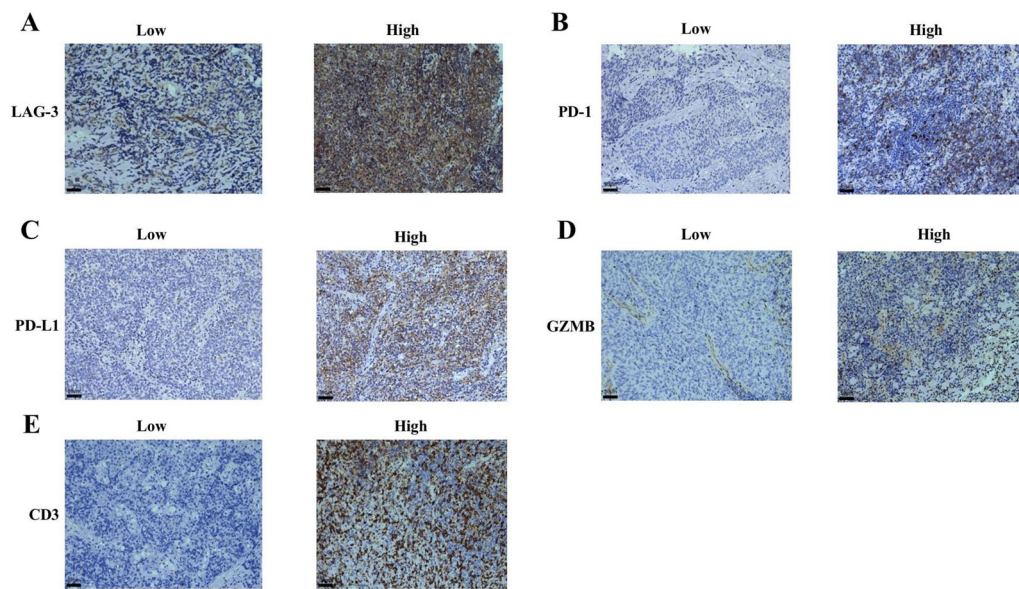 A
Low
High
LAG-3
B
Low
High
PD-1
C
Low
High
PD-L1
D
Low
High
GZMB
E
Low
High
CD3